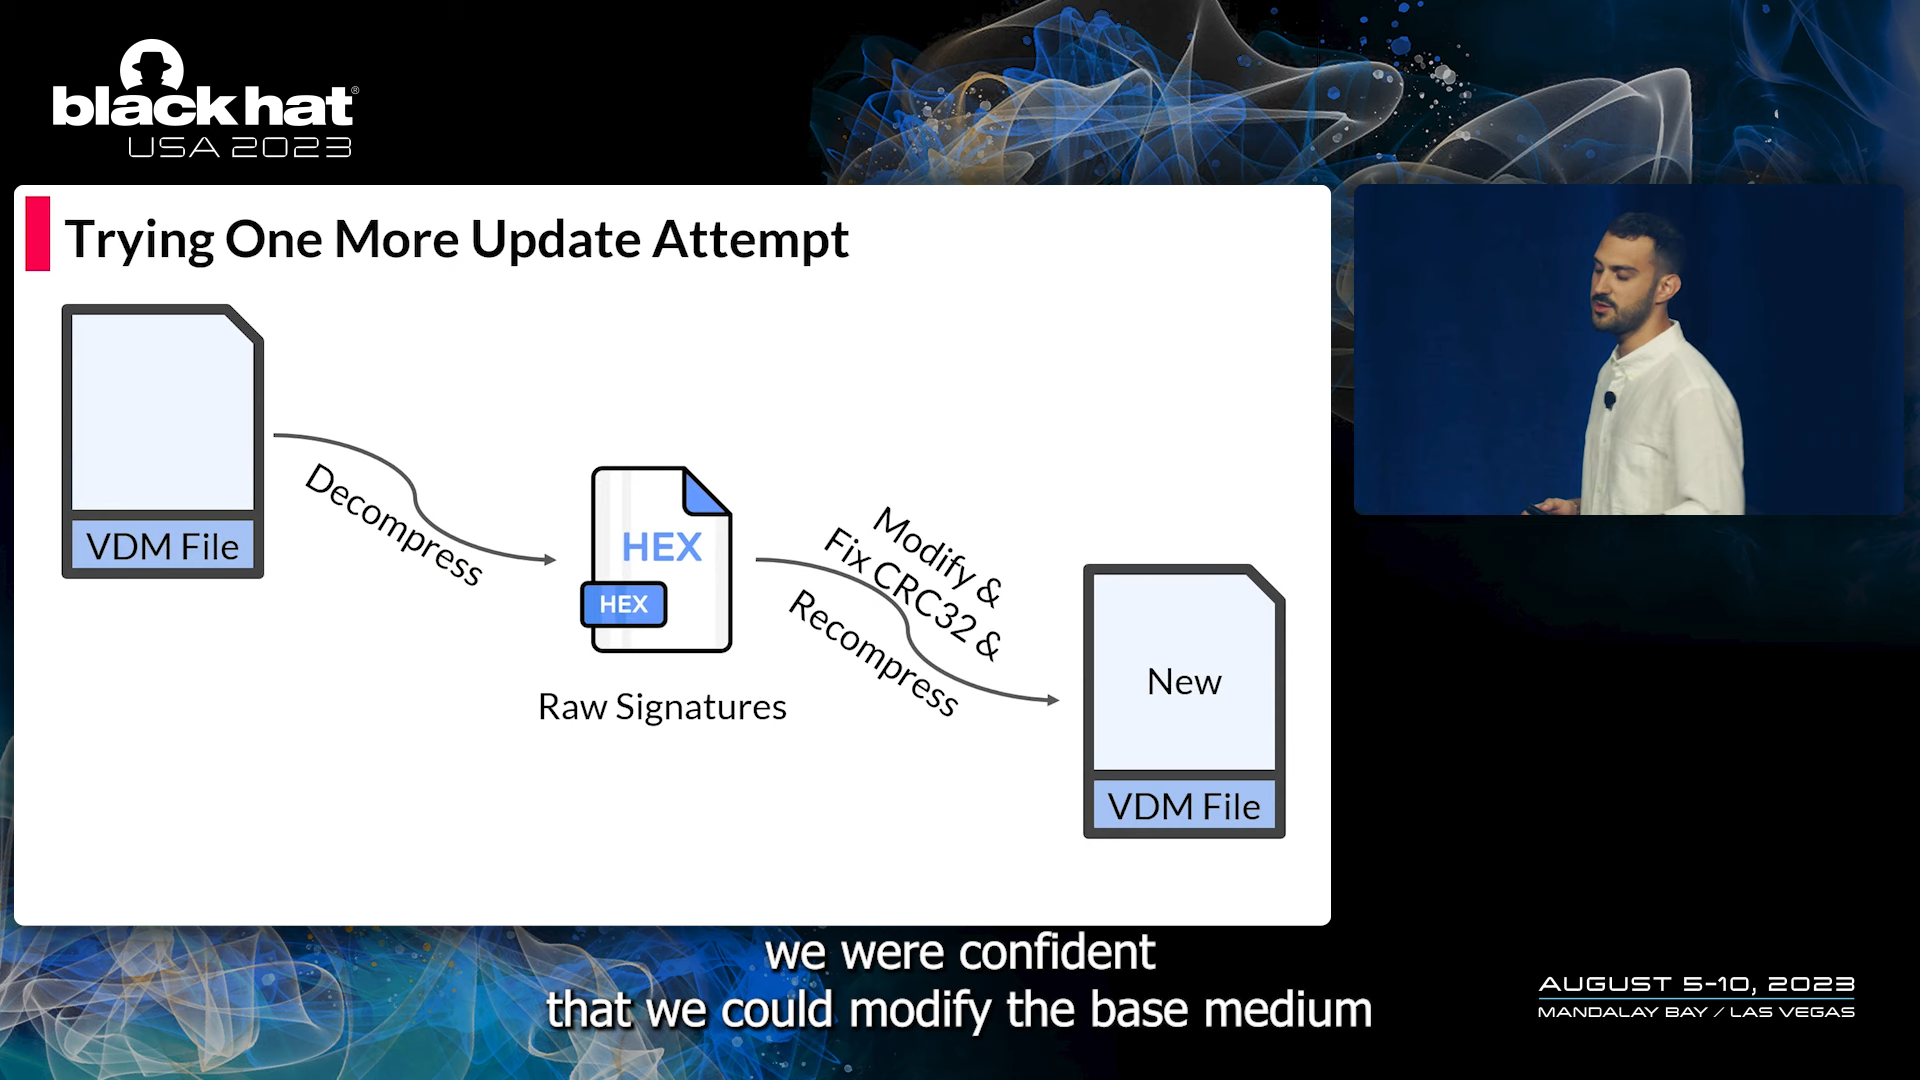 black hat®
USA 2023
Trying One More Update Attempt
VDM File
Decompress
HEX
HEX
Raw Signatures
Modify &
Fix CRC32 &
Recompress
New
VDM File
we were confident
that we could modify the base medium
AUGUST 5-10, 2023
MANDALAY BAY / LAS VEGAS